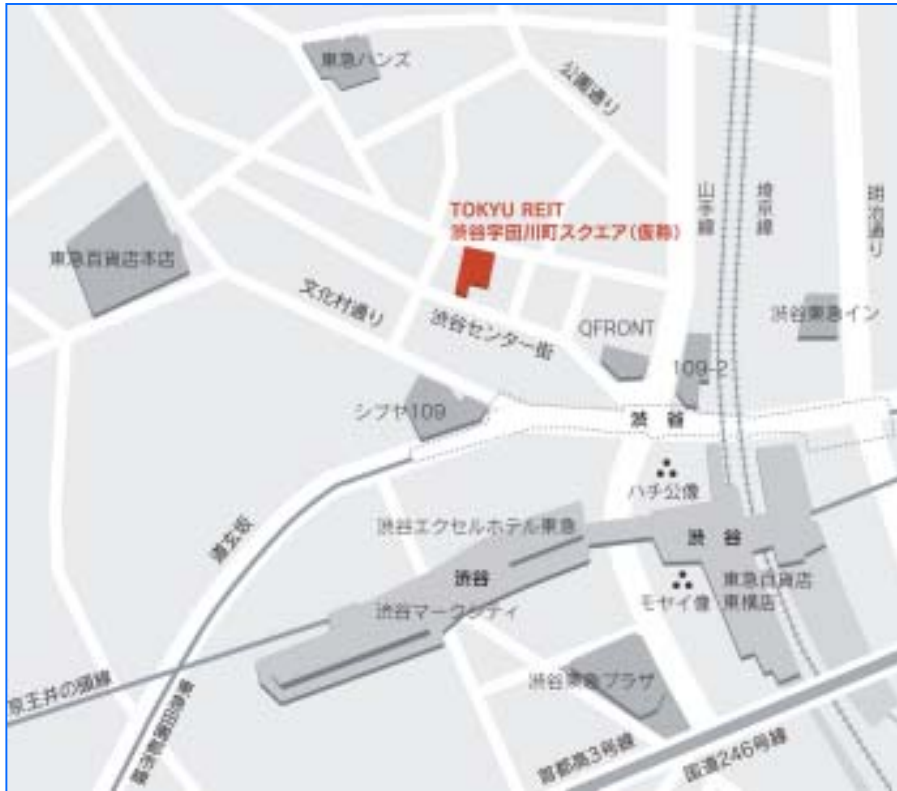 東急ハンズ
公園通り
山手線
埼京線
明治通り
TOKYU REIT
渋谷宇田川町スクエア(仮称)
東急百貨店本店
文化村通り
渋谷センター街
QFRONT
渋谷東急イン
109-2
シブヤ109
渋 谷
ハチ公像
道玄坂
渋谷エクセルホテル東急
渋 谷
渋谷
東急百貨店
東横店
モヤイ像
渋谷マークシティ
渋谷東急プラザ
京王井の頭線
東急田園都市線
首都高3号線
国道246号線